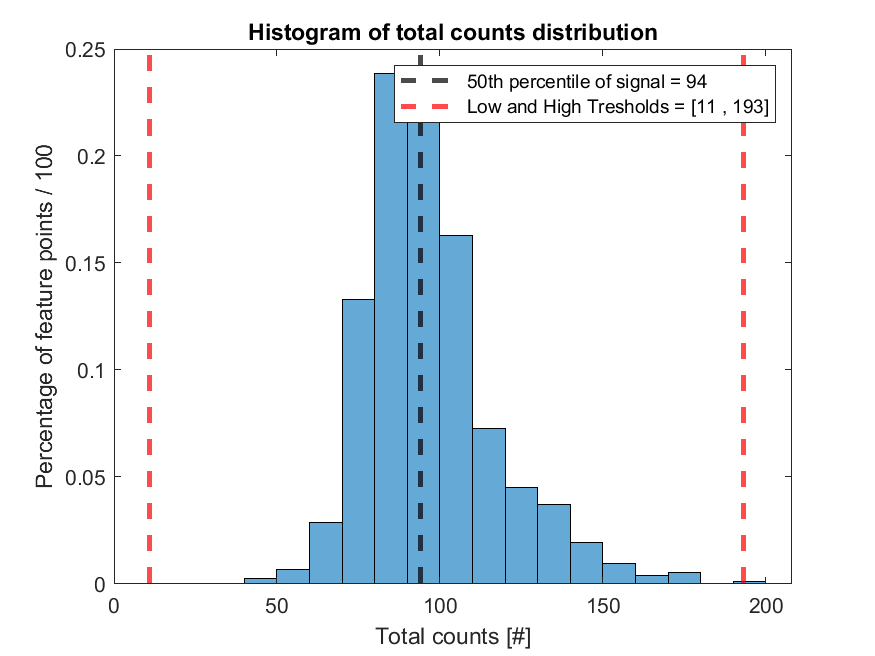 Histogram of total counts distribution
50th percentile of signal = 94
Low and High Tresholds = [11 , 193]
Percentage of feature points / 100
0.25
0.2
0.15
0.1
0.05
0
0 50 100 150 200
Total counts [#]